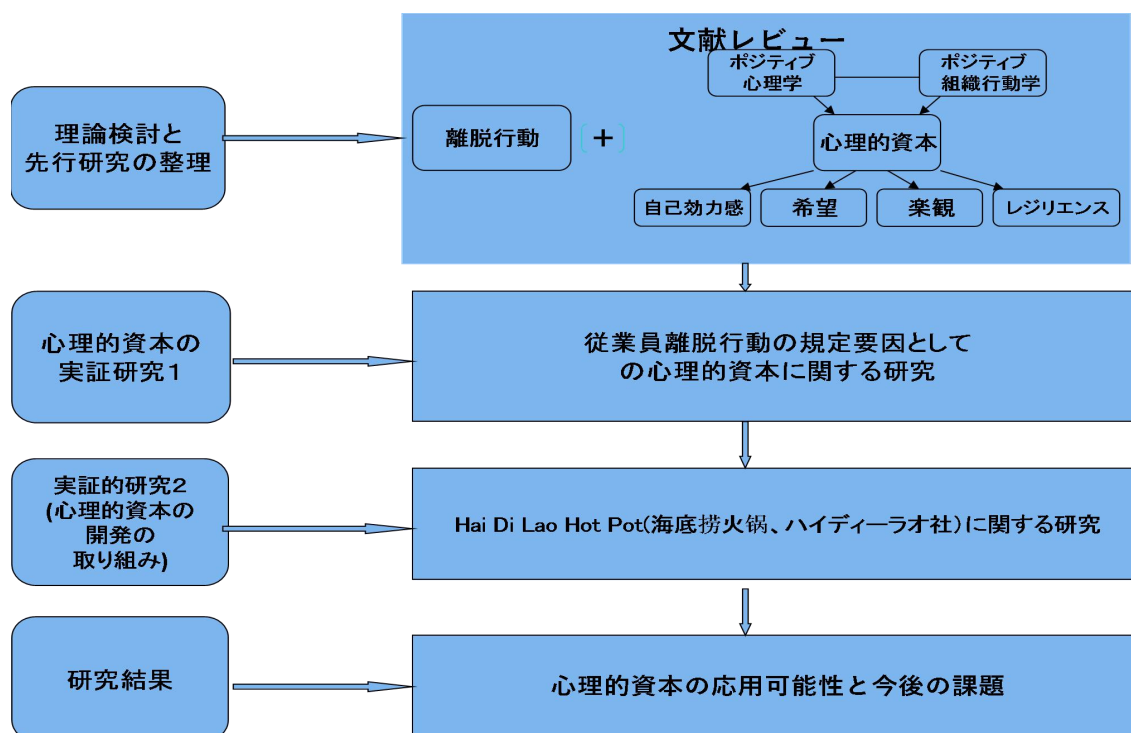 文献レビュー
ポジティブ
心理学
ポジティブ
組織行動学
理論検討と
先行研究の整理
離脱行動
[+]
心理的資本
自己効力感
希望
楽観
レジリエンス
心理的資本の
実証研究1
従業員離脱行動の規定要因として
の心理的資本に関する研究
実証的研究2
(心理的資本の
開発の
取り組み)
Hai Di Lao Hot Pot(海底捞火锅、ハイディーラオ社)に関する研究
研究結果
心理的資本の応用可能性と今後の課題